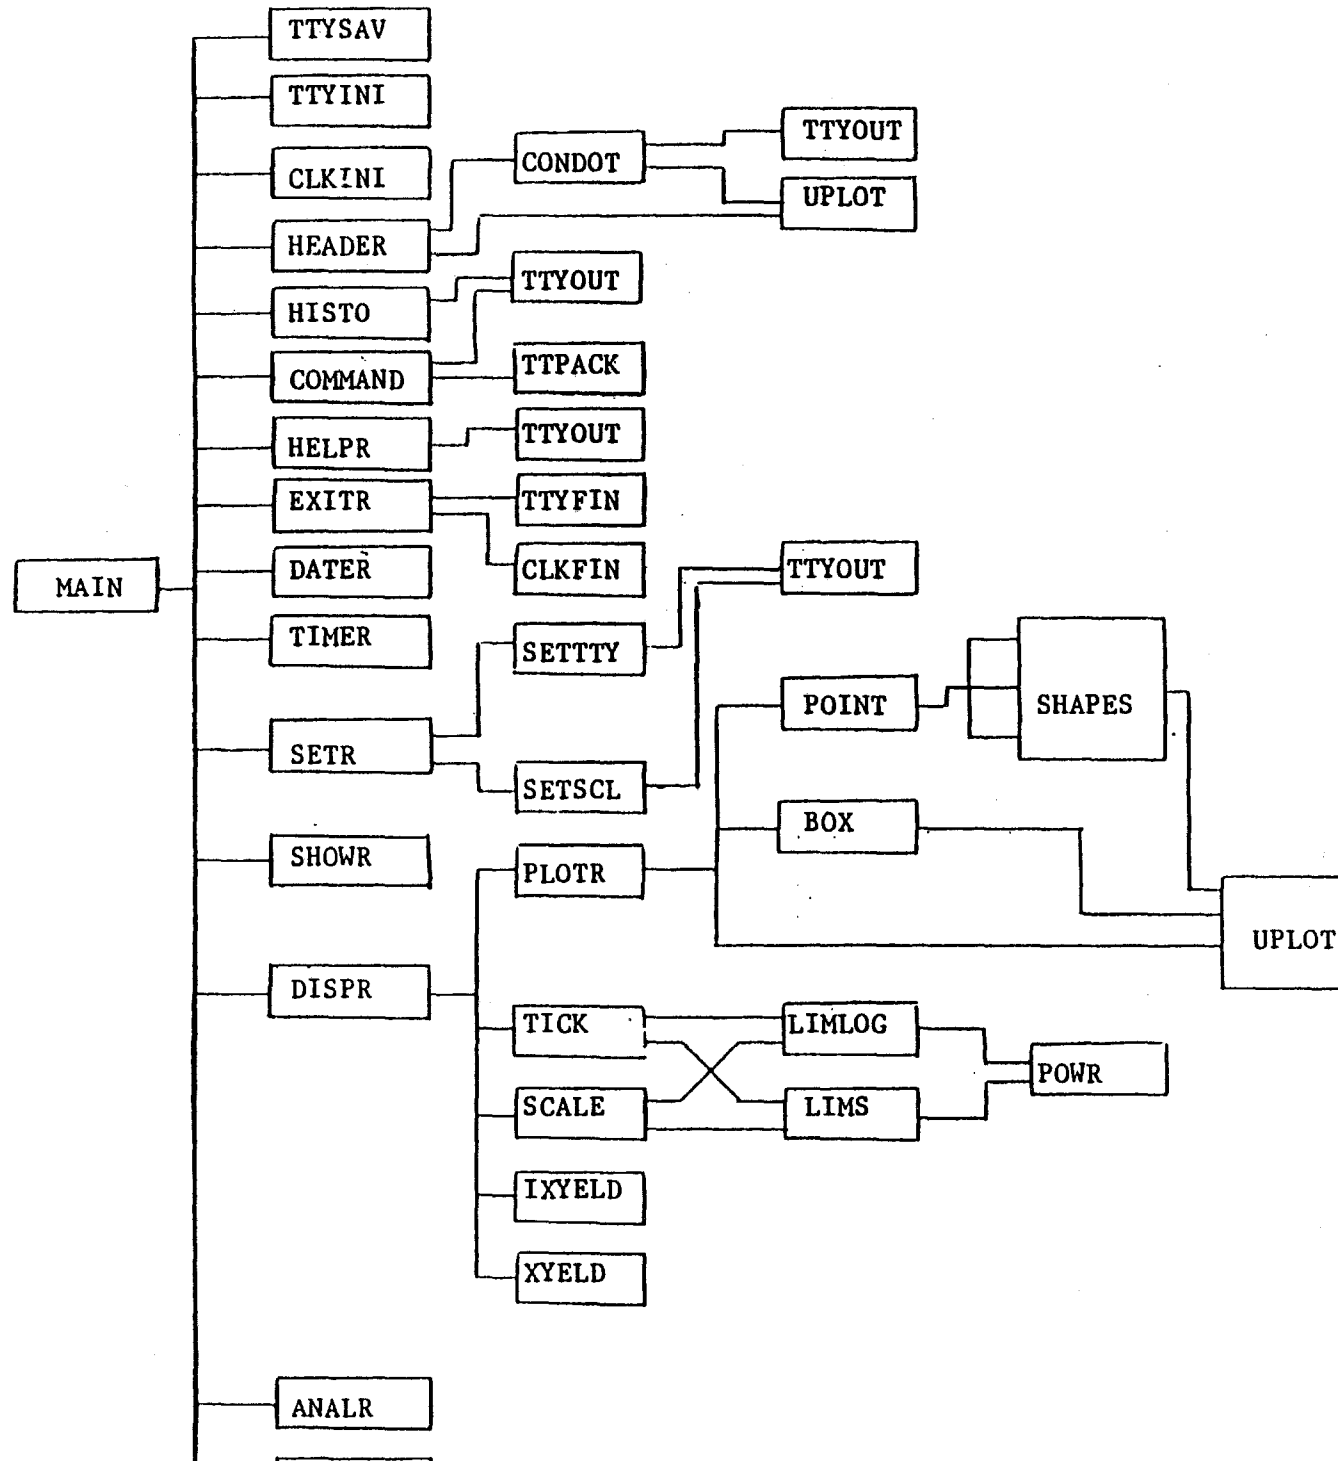 TTYSAV
TTYINI
CLKINI
HEADER
HISTO
COMMAND
HELPR
EXITR
DATER
TIMER
SETR
SHOWR
DISPR
ANALR
MAIN
CONDOT
TTYOUT
TTPACK
TTYOUT
TTYFIN
CLKFIN
SETTTY
SETSCL
PLOTR
TICK
SCALE
IXYELD
XYELD
TTYOUT
UPLOT
TTYOUT
POINT
BOX
LIMLOG
LIMS
SHAPES
POWR
UPLOT